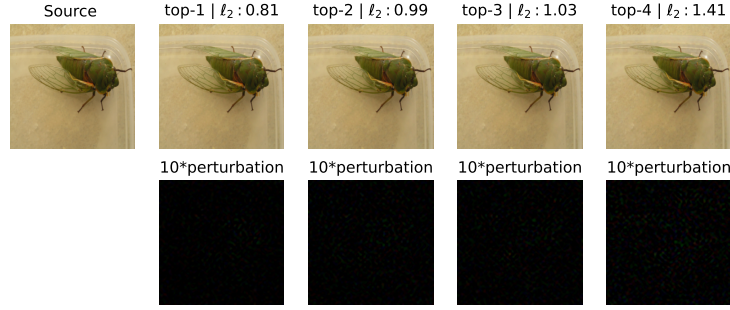 Source
top-1 | ℓ₂ : 0.81
top-2 | ℓ₂ : 0.99
top-3 | ℓ₂ : 1.03
top-4 | ℓ₂ : 1.41
10*perturbation
10*perturbation
10*perturbation
10*perturbation